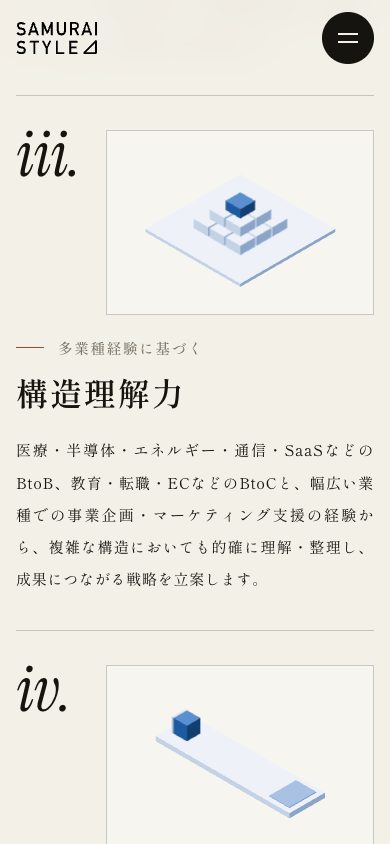 SAMURAI
STYLE
iii.
多業種経験に基づく
構造理解力
医療・半導体・エネルギー・通信・SaaSなどの
BtoB、教育・転職・ECなどのBtoCと、幅広い業
種での事業企画・マーケティング支援の経験か
ら、複雑な構造においても的確に理解・整理し、
成果につながる戦略を立案します。
iv.